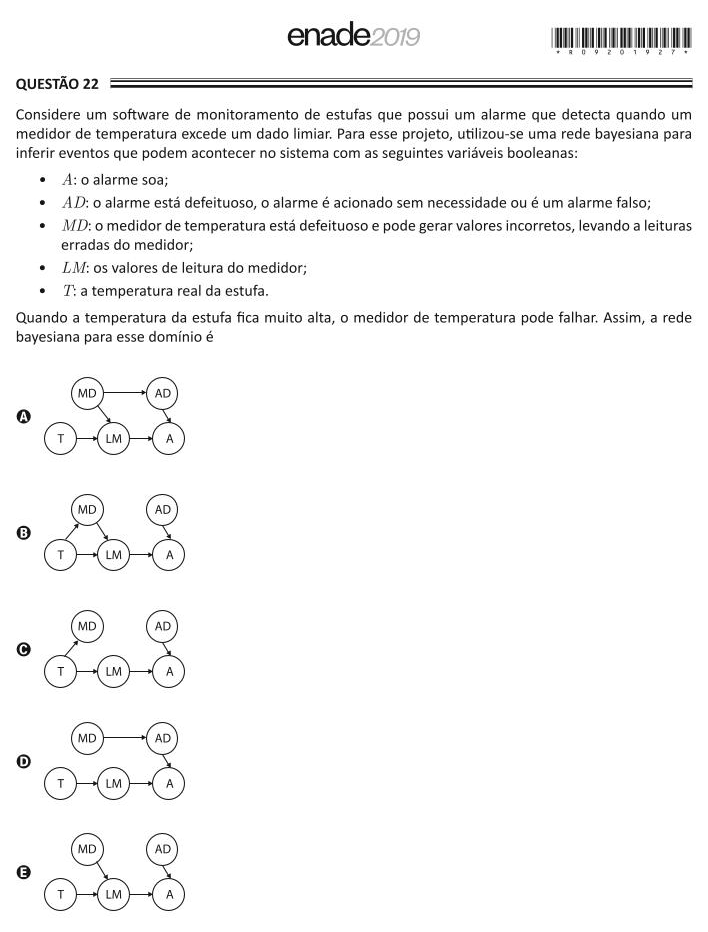 enade2019
* R 0 9 2 0 1 9 2 7 *
QUESTÃO 22
Considere um software de monitoramento de estufas que possui um alarme que detecta quando um
medidor de temperatura excede um dado limiar. Para esse projeto, utilizou-se uma rede bayesiana para
inferir eventos que podem acontecer no sistema com as seguintes variáveis booleanas:
• A: o alarme soa;
• AD: o alarme está defeituoso, o alarme é acionado sem necessidade ou é um alarme falso;
• MD: o medidor de temperatura está defeituoso e pode gerar valores incorretos, levando a leituras
erradas do medidor;
• LM: os valores de leitura do medidor;
• T: a temperatura real da estufa.
Quando a temperatura da estufa fica muito alta, o medidor de temperatura pode falhar. Assim, a rede
bayesiana para esse domínio é
MD AD
A
T LM A
MD AD
B
T LM A
MD AD
C
T LM A
MD AD
D
T LM A
MD AD
E
T LM A